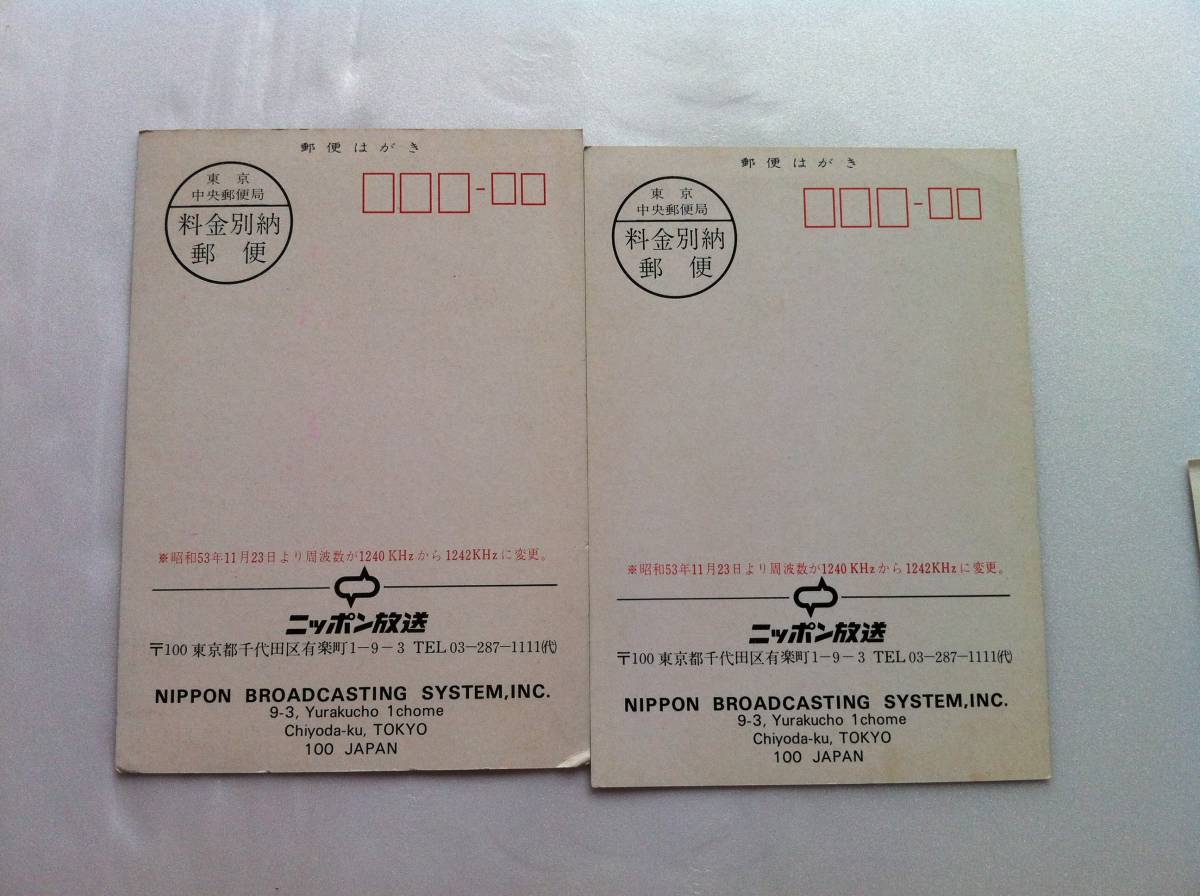 郵便はがき
東京
中央郵便局
料金別納
郵便
※昭和53年11月23日より周波数が1240 KHzから1242KHzに変更。
ニッポン放送
〒100 東京都千代田区有楽町1-9-3 TEL 03-287-1111(代)
NIPPON BROADCASTING SYSTEM,INC.
9-3, Yurakucho 1chome
Chiyoda-ku, TOKYO
100 JAPAN
郵便はがき
東京
中央郵便局
料金別納
郵便
※昭和53年11月23日より周波数が1240 KHzから1242KHzに変更。
ニッポン放送
〒100 東京都千代田区有楽町1-9-3 TEL 03-287-1111(代)
NIPPON BROADCASTING SYSTEM,INC.
9-3, Yurakucho 1chome
Chiyoda-ku, TOKYO
100 JAPAN